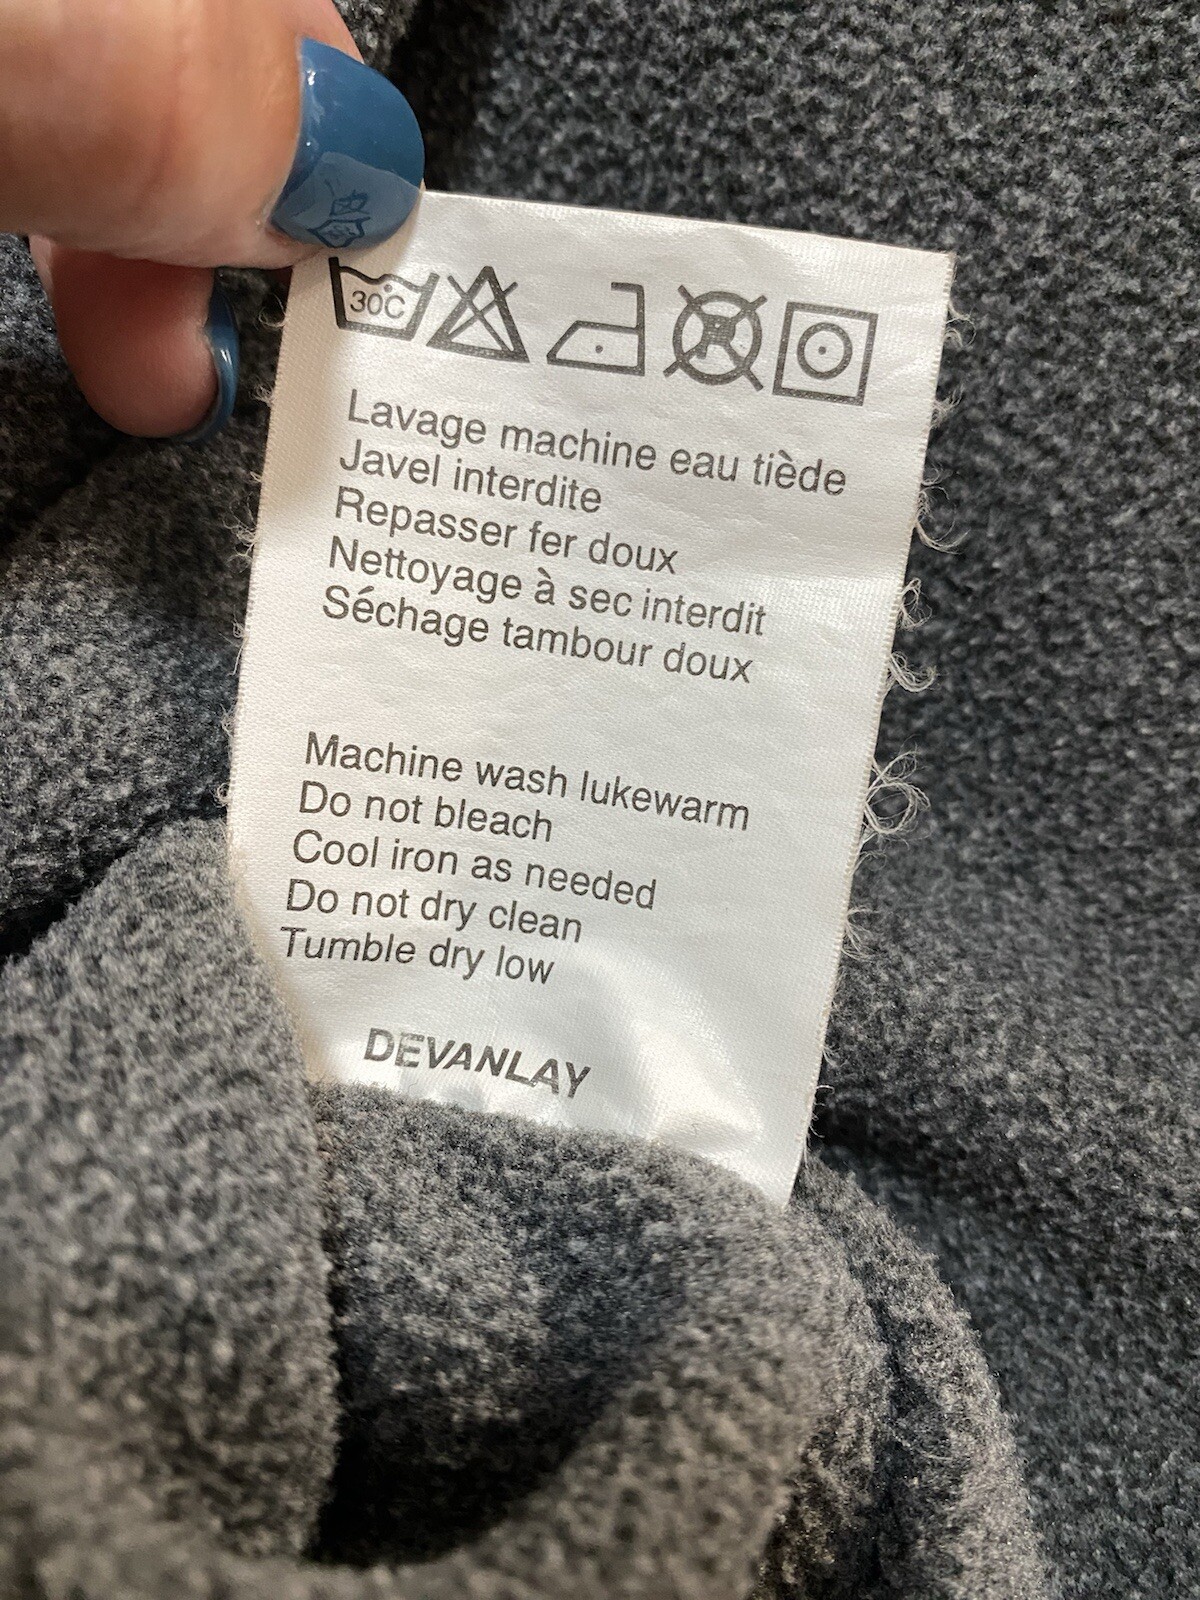 30°C
Lavage machine eau tiède
Javel interdite
Repasser fer doux
Nettoyage à sec interdit
Séchage tambour doux
Machine wash lukewarm
Do not bleach
Cool iron as needed
Do not dry clean
Tumble dry low
DEVANLAY